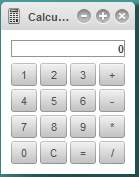 Calcu...
0
1 2 3 +
4 5 6 -
7 8 9 *
0 C = /